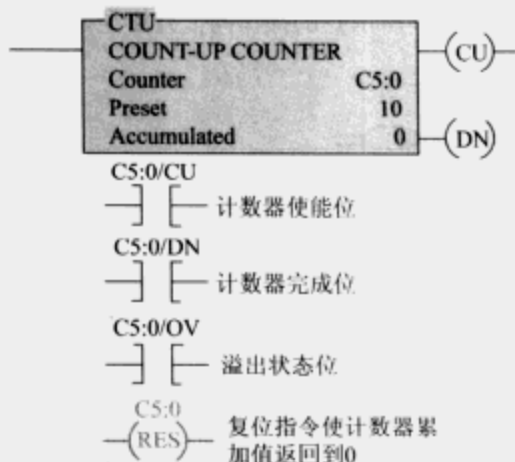 CTU
COUNT-UP COUNTER
Counter C5:0
Preset 10
Accumulated 0
CU
DN
C5:0/CU
计数器使能位
C5:0/DN
计数器完成位
C5:0/OV
溢出状态位
C5:0
RES
复位指令使计数器累
加值返回到0